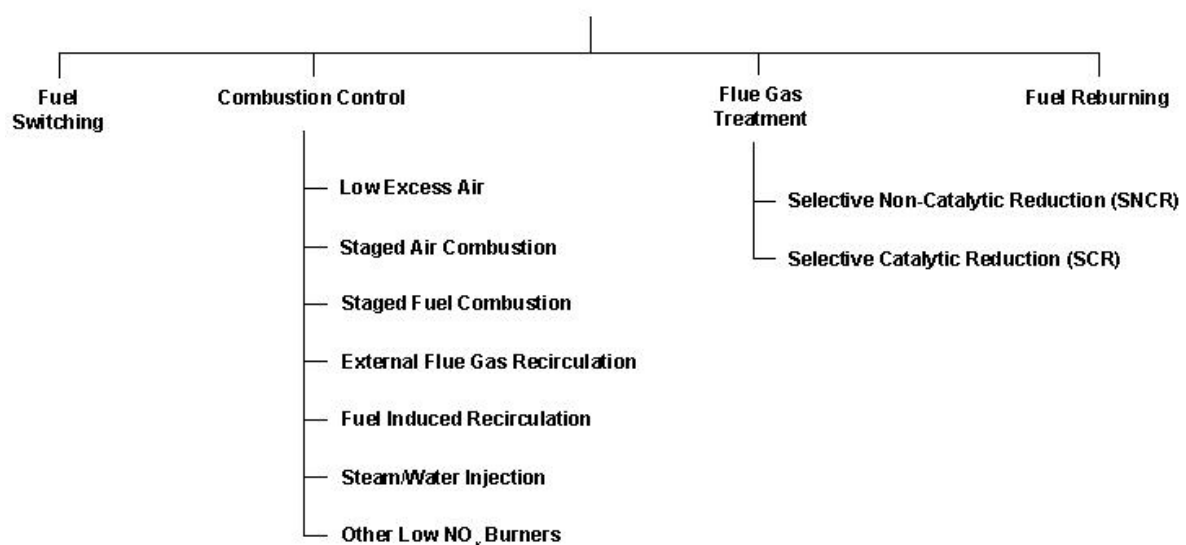 Fuel
Switching
Combustion Control
Flue Gas
Treatment
Fuel Reburning
Low Excess Air
Staged Air Combustion
Staged Fuel Combustion
External Flue Gas Recirculation
Fuel Induced Recirculation
Steam/Water Injection
Other Low NOₓ Burners
Selective Non-Catalytic Reduction (SNCR)
Selective Catalytic Reduction (SCR)